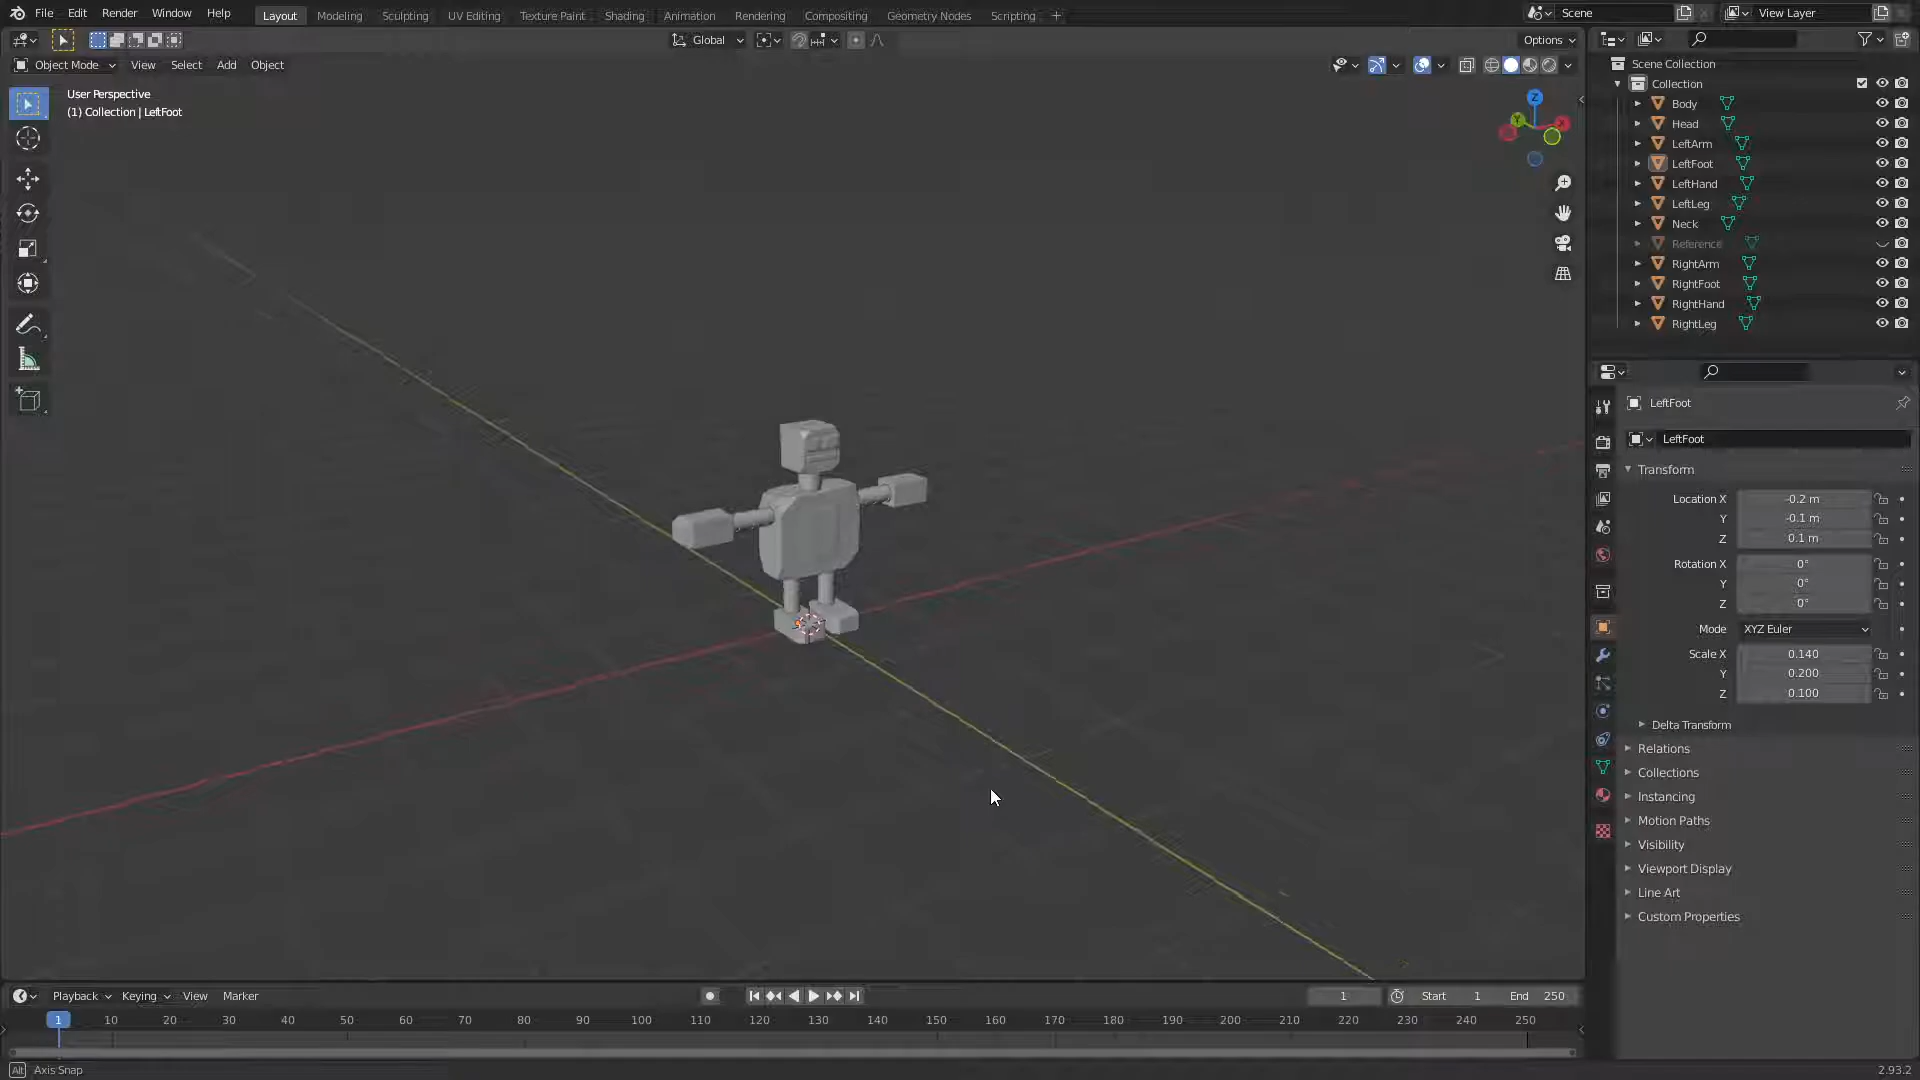 File Edit Render Window Help Layout Modeling Sculpting UV Editing Texture Paint Shading Animation Rendering Compositing Geometry Nodes Scripting + Scene View Layer
Global Options
Object Mode View Select Add Object
User Perspective
(1) Collection | LeftFoot
Z
Y
X
Scene Collection
Collection
Body
Head
LeftArm
LeftFoot
LeftHand
LeftLeg
Neck
Reference
RightArm
RightFoot
RightHand
RightLeg
LeftFoot
LeftFoot
Transform
Location X -0.2 m
Y -0.1 m
Z 0.1 m
Rotation X 0°
Y 0°
Z 0°
Mode XYZ Euler
Scale X 0.140
Y 0.200
Z 0.100
Delta Transform
Relations
Collections
Instancing
Motion Paths
Visibility
Viewport Display
Line Art
Custom Properties
Playback Keying View Marker 1 Start 1 End 250
1 10 20 30 40 50 60 70 80 90 100 110 120 130 140 150 160 170 180 190 200 210 220 230 240 250
Alt Axis Snap 2.93.2